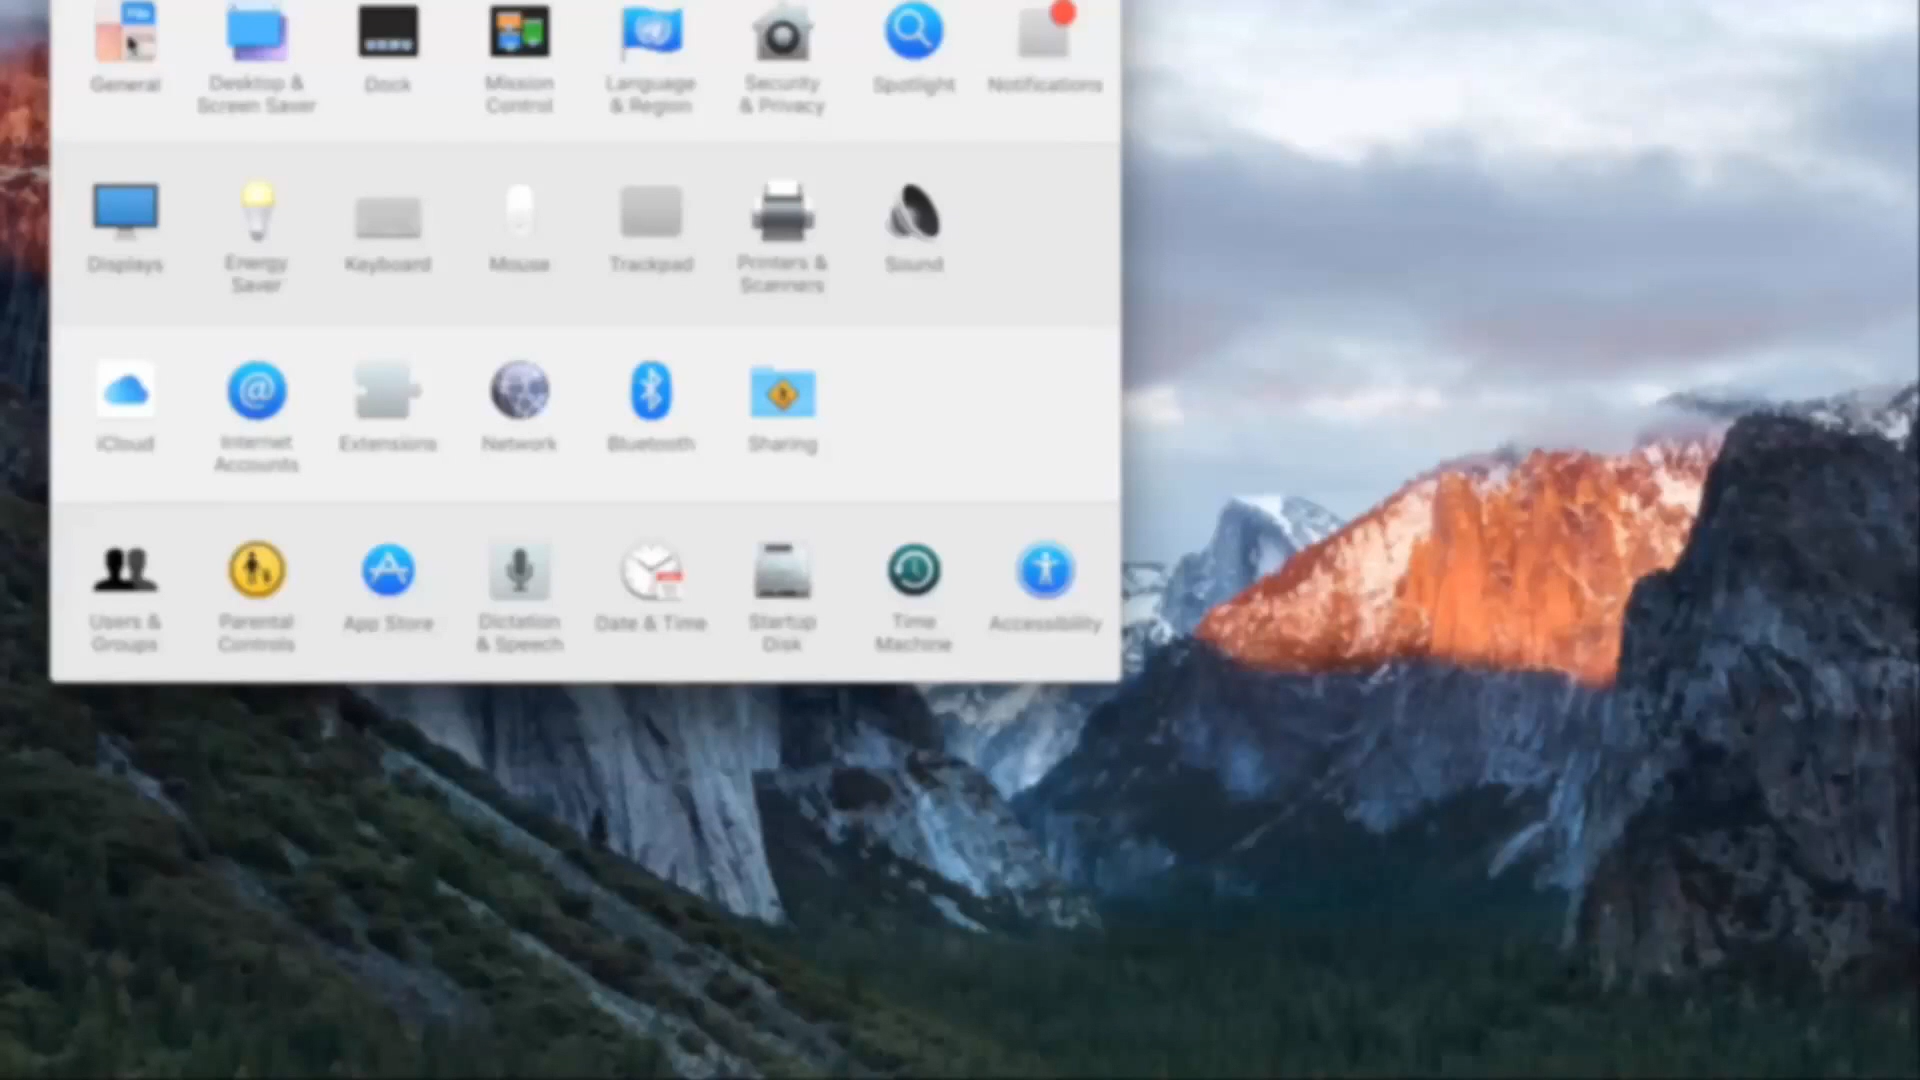 General Desktop & Dock Mission Language Security Spotlight Notifications
Screen Saver Control & Region & Privacy
Displays Energy Keyboard Mouse Trackpad Printers & Sound
Saver Scanners
iCloud Internet Extensions Network Bluetooth Sharing
Accounts
Users & Parental App Store Dictation Date & Time Startup Time Accessibility
Groups Controls & Speech Disk Machine